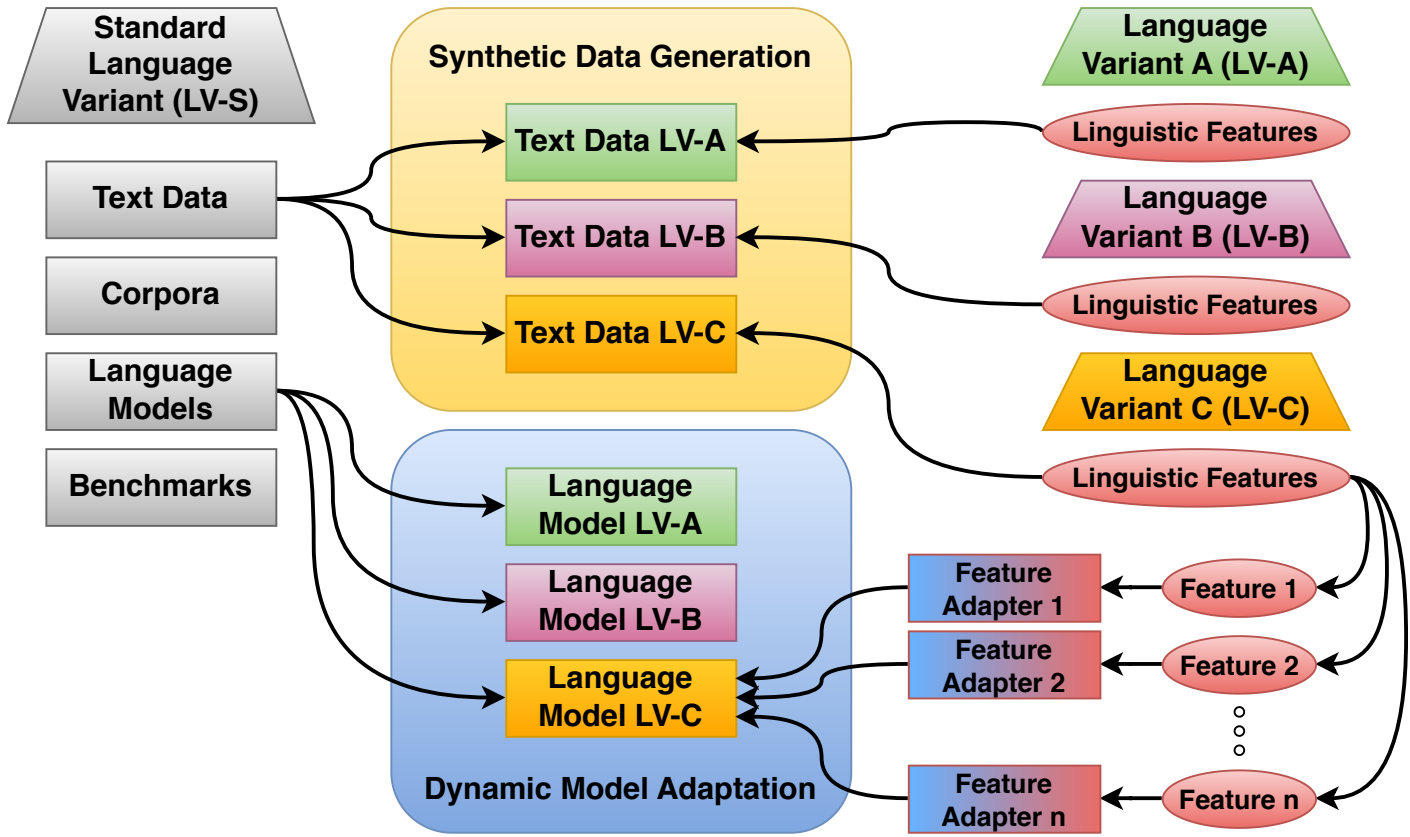 Standard
Language
Variant (LV-S)
Text Data
Corpora
Language
Models
Benchmarks
Synthetic Data Generation
Text Data LV-A
Text Data LV-B
Text Data LV-C
Language
Model LV-A
Language
Model LV-B
Language
Model LV-C
Dynamic Model Adaptation
Language
Variant A (LV-A)
Linguistic Features
Language
Variant B (LV-B)
Linguistic Features
Language
Variant C (LV-C)
Linguistic Features
Feature
Adapter 1
Feature 1
Feature
Adapter 2
Feature 2
Feature
Adapter n
Feature n